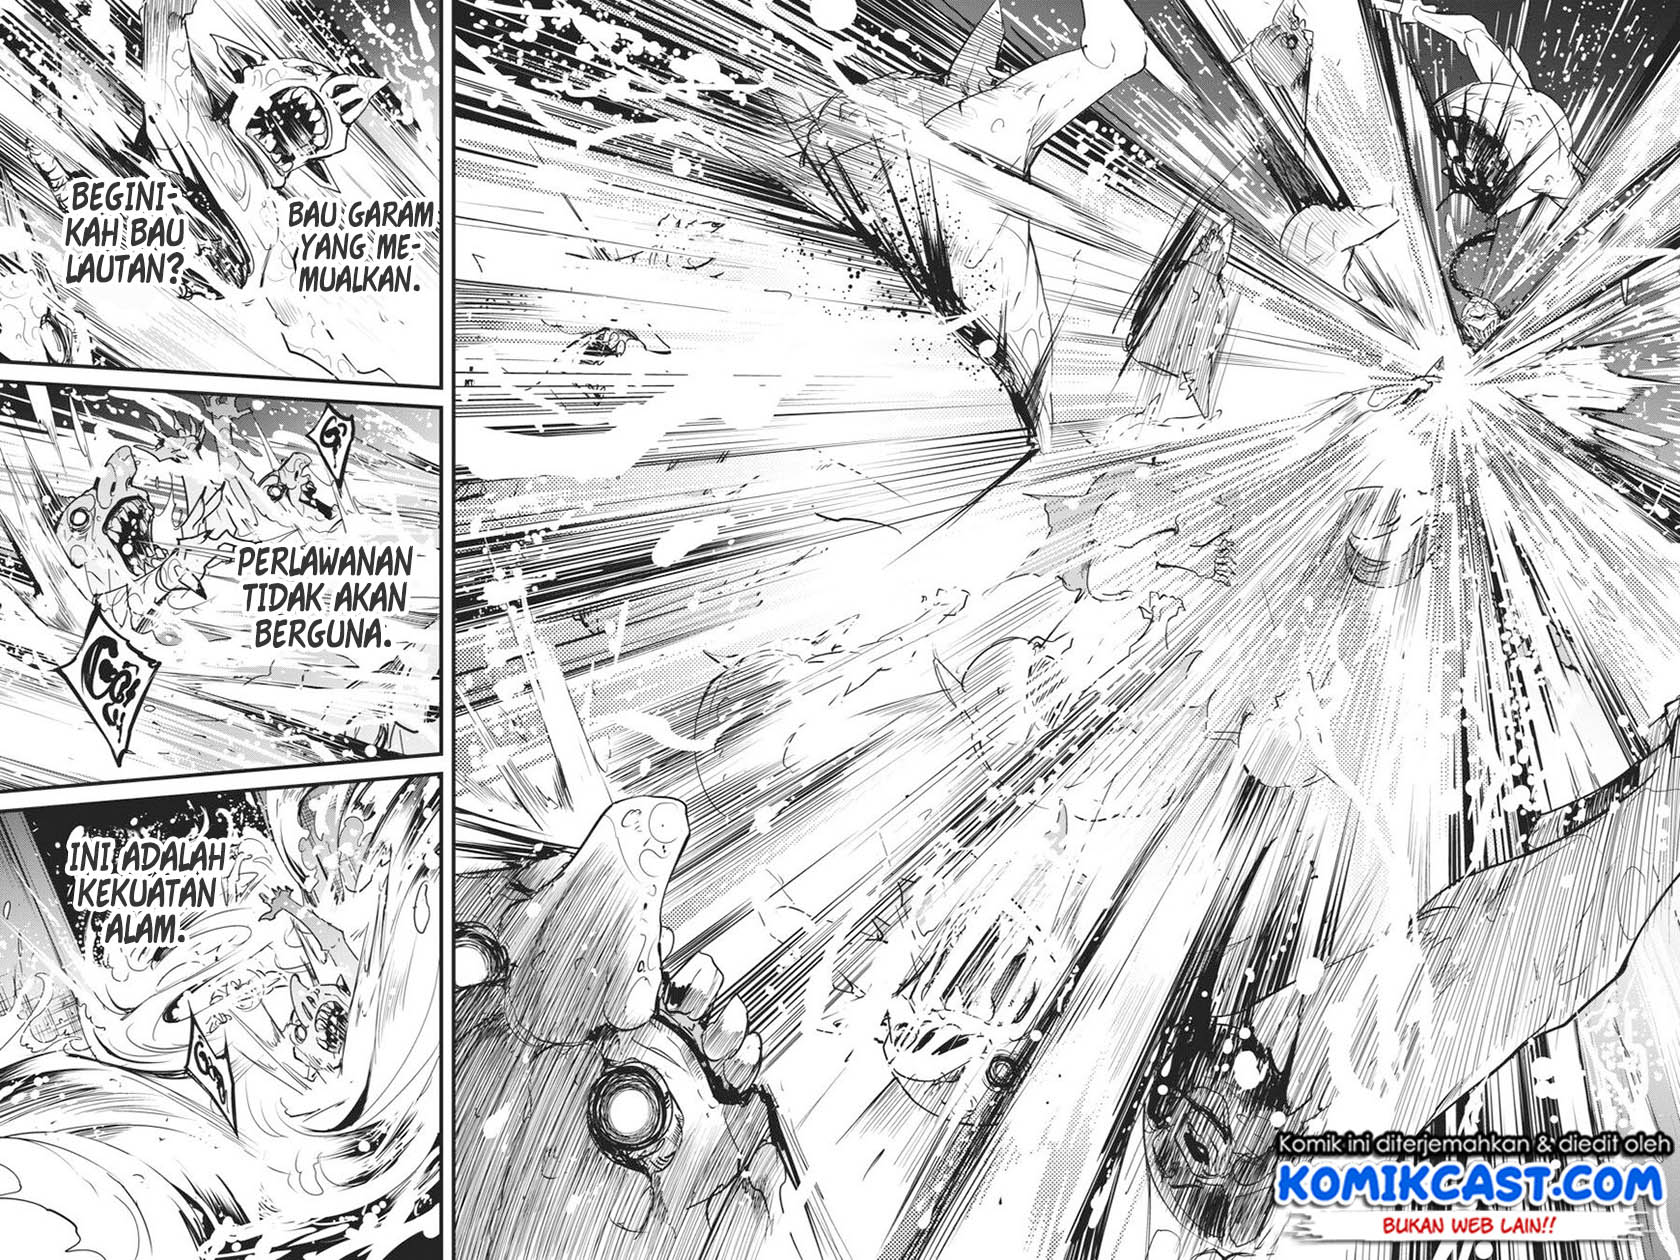 BAU GARAM
YANG ME-
MUALKAN.
BEGINI-
KAH BAU
LAUTAN?
PERLAWANAN
TIDAK AKAN
BERGUNA.
INI ADALAH
KEKUATAN
ALAM.
Komik ini diterjemahkan & diedit oleh
KOMIKCAST.COM
BUKAN WEB LAIN!!